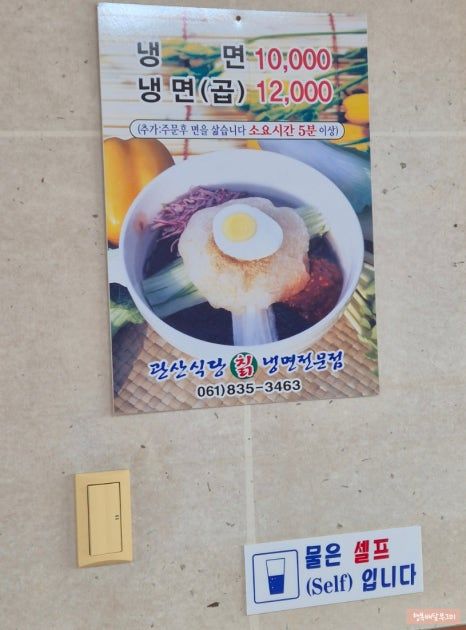 냉 면 10,000
냉면(곱) 12,000
(추가:주문후 면을 삶습니다 소요시간 5분 이상)
관산식당 칡 냉면전문점
061)835-3463
물은 셀프
(Self) 입니다